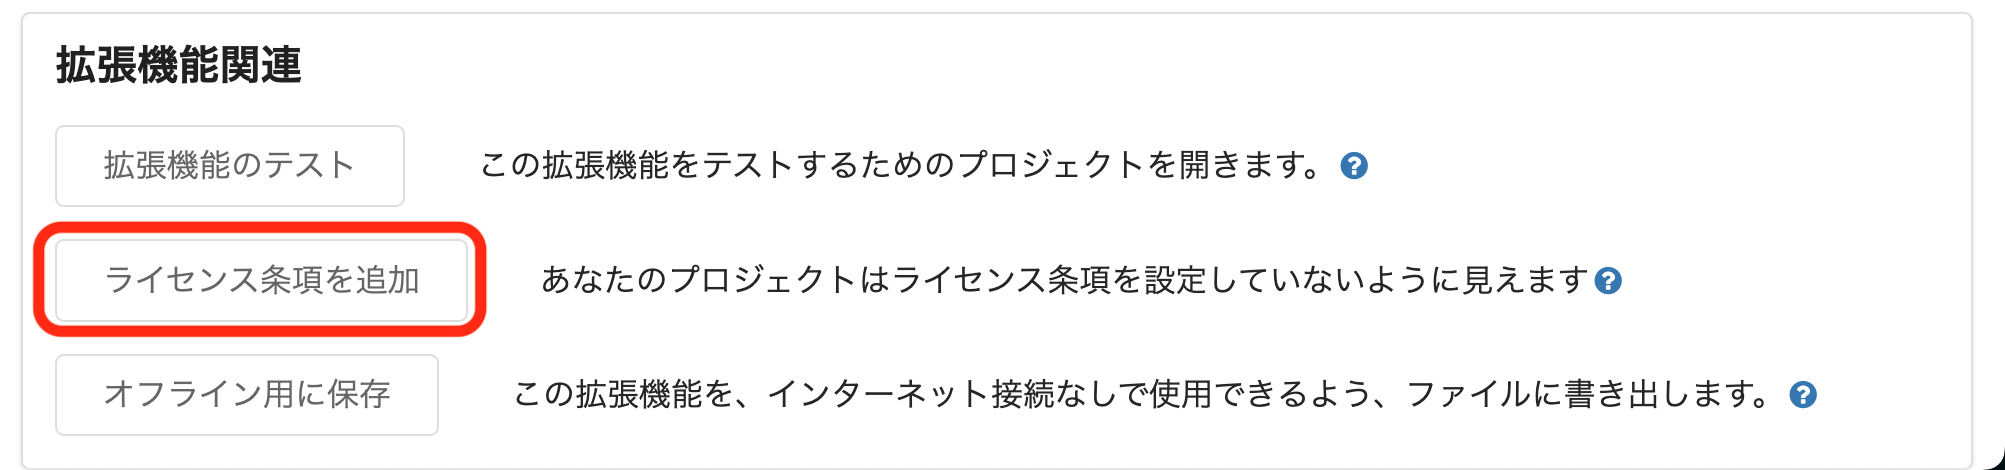 拡張機能関連
拡張機能のテスト この拡張機能をテストするためのプロジェクトを開きます。
ライセンス条項を追加 あなたのプロジェクトはライセンス条項を設定していないように見えます
オフライン用に保存 この拡張機能を、インターネット接続なしで使用できるよう、ファイルに書き出します。